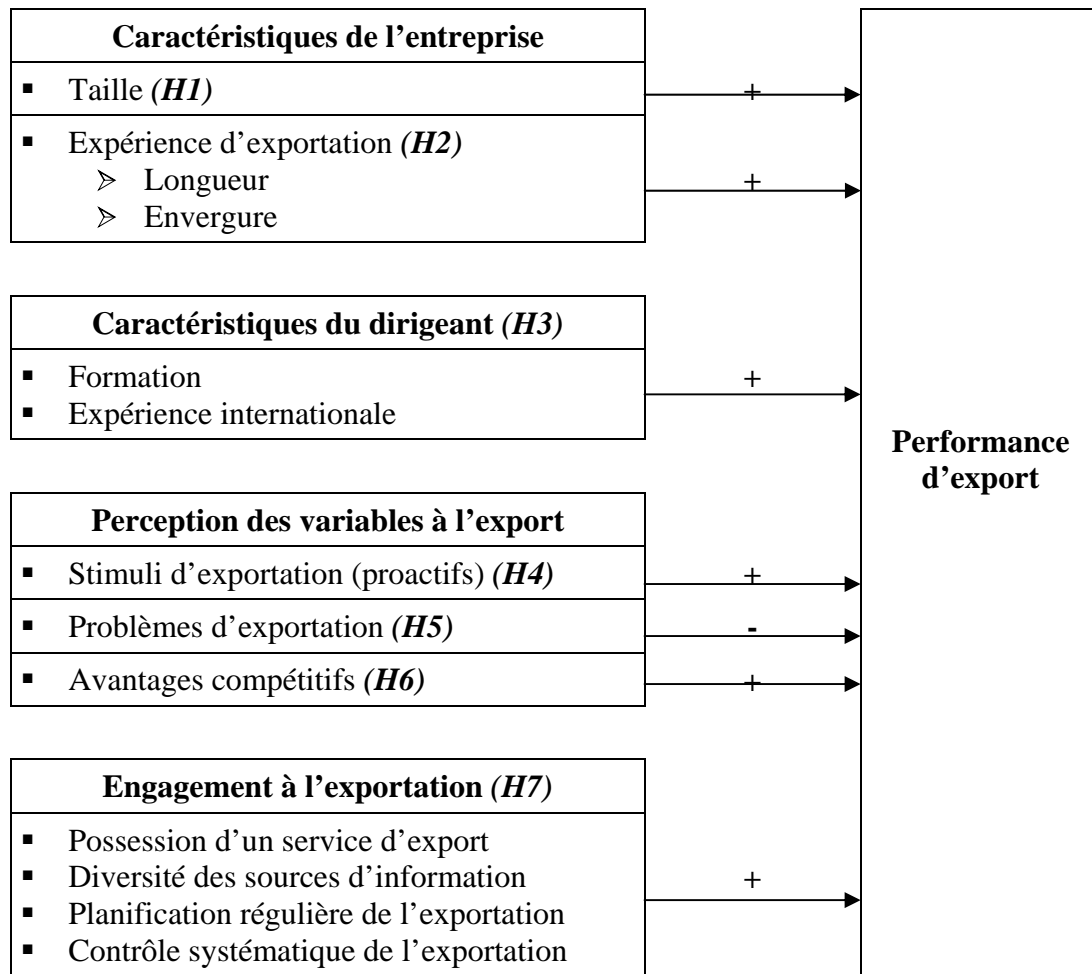 Caractéristiques de l’entreprise
▪ Taille (H1)
+
▪ Expérience d’exportation (H2)
➢ Longueur
+
➢ Envergure
Caractéristiques du dirigeant (H3)
▪ Formation
+
▪ Expérience internationale
Performance
d’export
Perception des variables à l’export
▪ Stimuli d’exportation (proactifs) (H4)
+
▪ Problèmes d’exportation (H5)
-
▪ Avantages compétitifs (H6)
+
Engagement à l’exportation (H7)
▪ Possession d’un service d’export
▪ Diversité des sources d’information
+
▪ Planification régulière de l’exportation
▪ Contrôle systématique de l’exportation